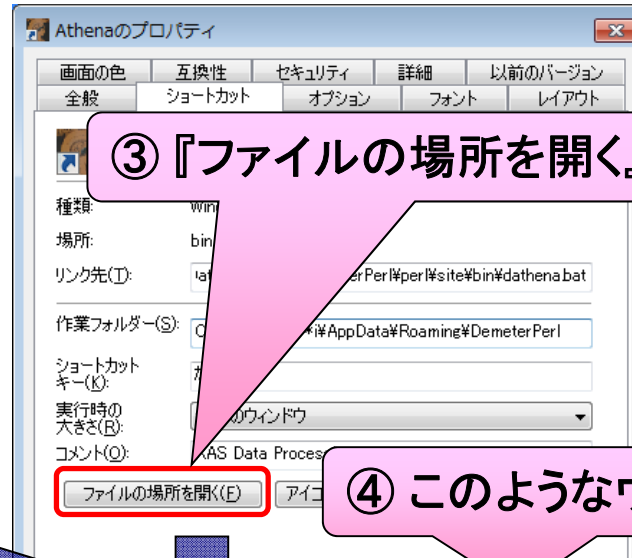 Athenaのプロパティ
画面の色 互換性 セキュリティ 詳細 以前のバージョン
全般 ショートカット オプション フォント レイアウト
③『ファイルの場所を開く』
種類:
場所: bin
リンク先(T): erPerl¥perl¥site¥bin¥dathena.bat
作業フォルダー(S): i¥AppData¥Roaming¥DemeterPerl
ショートカット
キー(K):
実行時の
大きさ(R): のウィンドウ
コメント(O): XAS Data Process
ファイルの場所を開く(F) アイコ
④ このような